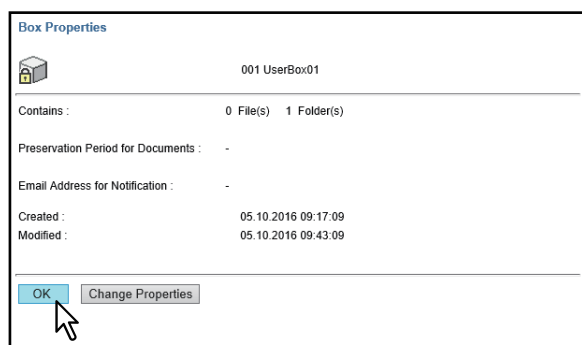 Box Properties
001 UserBox01
Contains : 0 File(s) 1 Folder(s)
Preservation Period for Documents : -
Email Address for Notification : -
Created : 05.10.2016 09:17:09
Modified : 05.10.2016 09:43:09
OK Change Properties